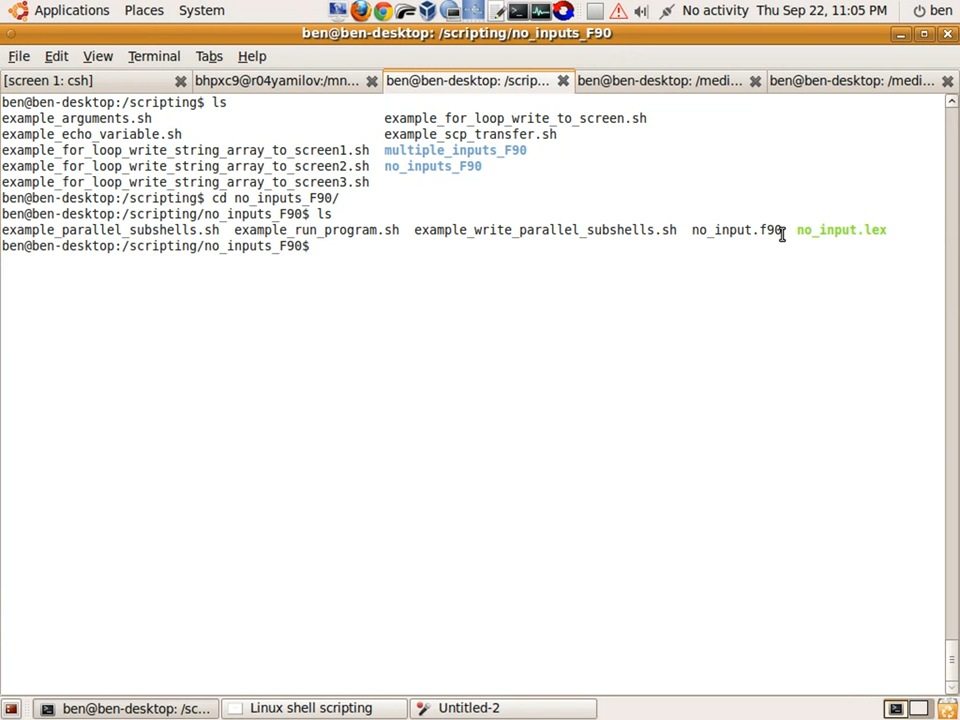 Applications Places System No activity Thu Sep 22, 11:05 PM ben
ben@ben-desktop: /scripting/no_inputs_F90
File Edit View Terminal Tabs Help
[screen 1: csh] bhpxc9@r04yamilov:/mn... ben@ben-desktop: /scrip... ben@ben-desktop: /medi... ben@ben-desktop: /medi...
ben@ben-desktop:/scripting$ ls
example_arguments.sh example_for_loop_write_to_screen.sh
example_echo_variable.sh example_scp_transfer.sh
example_for_loop_write_string_array_to_screen1.sh multiple_inputs_F90
example_for_loop_write_string_array_to_screen2.sh no_inputs_F90
example_for_loop_write_string_array_to_screen3.sh
ben@ben-desktop:/scripting$ cd no_inputs_F90/
ben@ben-desktop:/scripting/no_inputs_F90$ ls
example_parallel_subshells.sh example_run_program.sh example_write_parallel_subshells.sh no_input.f90 no_input.lex
ben@ben-desktop:/scripting/no_inputs_F90$
ben@ben-desktop: /sc... Linux shell scripting Untitled-2